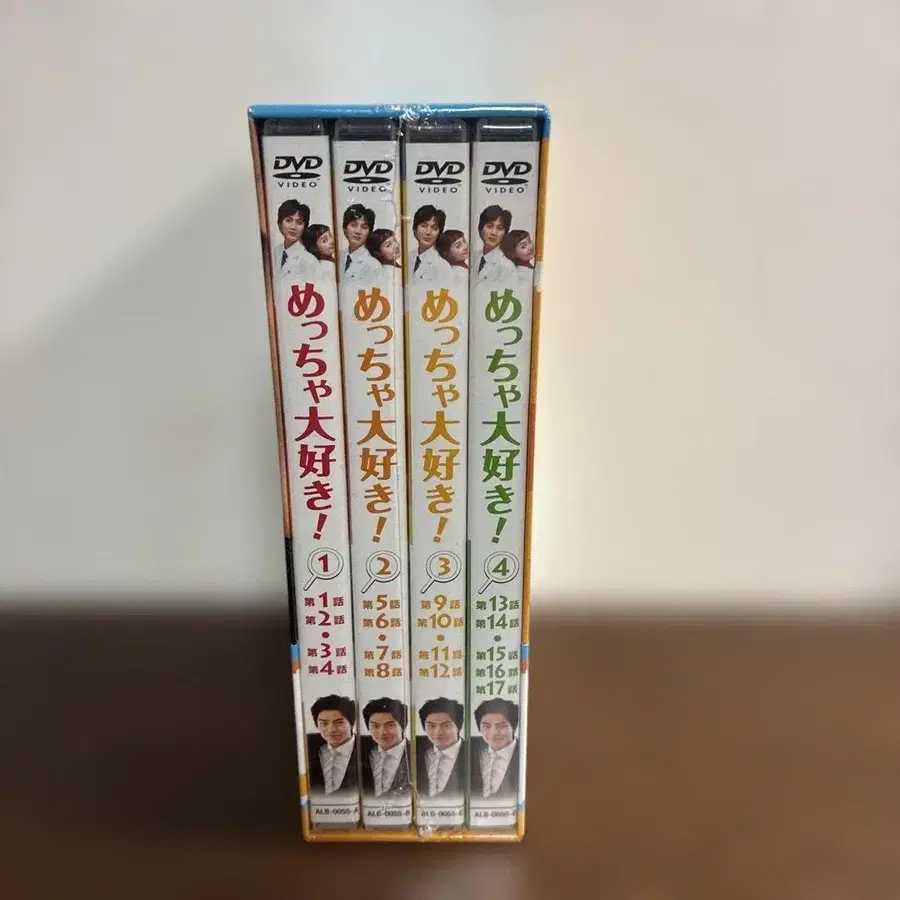 DVD
VIDEO
めっちゃ大好き!
1
第1話
第2話
・
第3話
第4話
ALB-0055-A
DVD
VIDEO
めっちゃ大好き!
2
第5話
第6話
・
第7話
第8話
ALB-0055-B
DVD
VIDEO
めっちゃ大好き!
3
第9話
第10話
・
第11話
第12話
DVD
VIDEO
めっちゃ大好き!
4
第13話
第14話
・
第15話
第16話
第17話